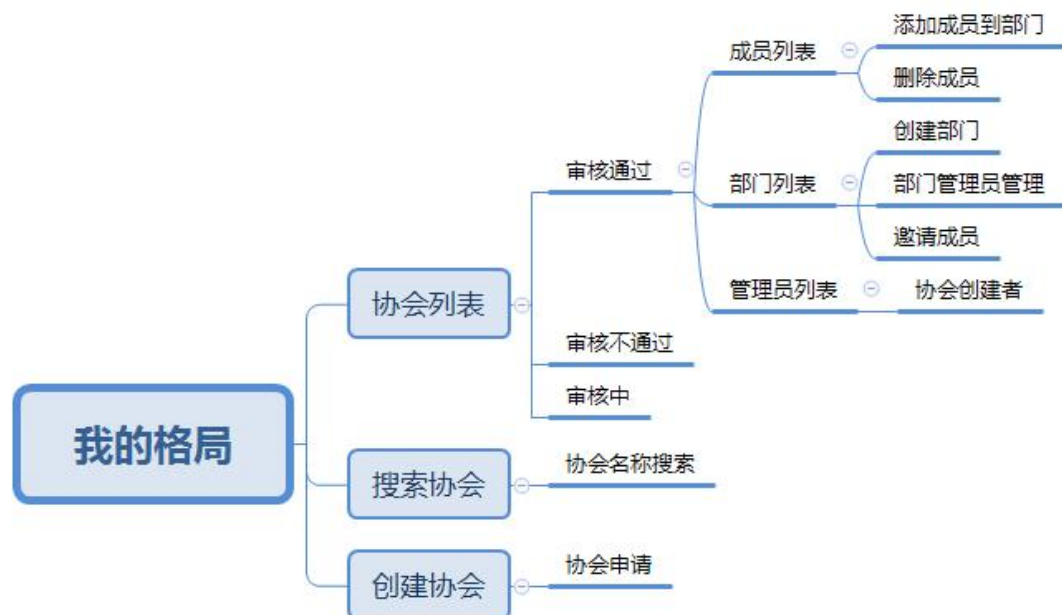 我的格局
协会列表
审核通过
成员列表
添加成员到部门
删除成员
部门列表
创建部门
部门管理员管理
邀请成员
管理员列表
协会创建者
审核不通过
审核中
搜索协会
协会名称搜索
创建协会
协会申请